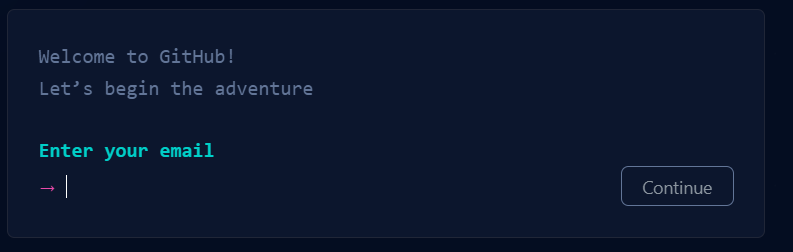 Welcome to GitHub!
Let’s begin the adventure
Enter your email
→
Continue